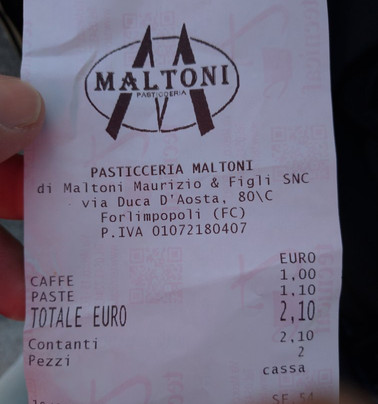 MALTONI
PASTICCERIA
PASTICCERIA MALTONI
di Maltoni Maurizio & Figli SNC
via Duca D'Aosta, 80\C
Forlimpopoli (FC)
P.IVA 01072180407
EURO
CAFFE 1,00
PASTE 1,10
TOTALE EURO 2,10
Contanti 2,10
Pezzi 2
cassa